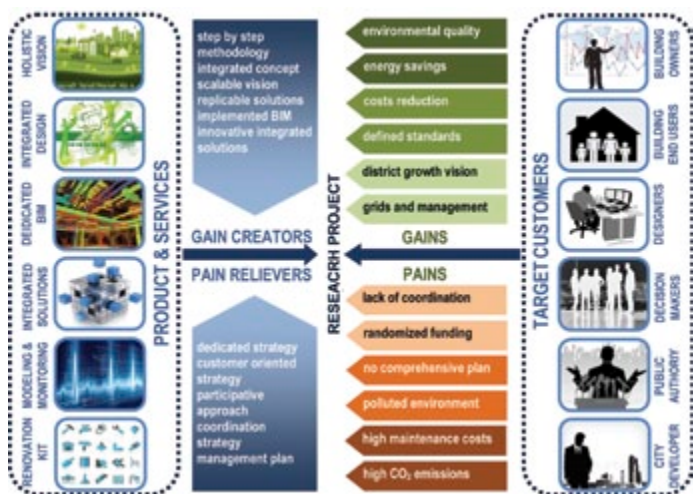 HOLISTIC
VISION
INTEGRATED
DESIGN
DEDICATED
BIM
INTEGRATED
SOLUTIONS
MODELING &
MONITORING
RENOVATION
KIT
PRODUCT & SERVICES
step by step
methodology
integrated concept
scalable vision
replicable solutions
implemented BIM
innovative integrated
solutions
GAIN CREATORS
PAIN RELIEVERS
dedicated strategy
customer oriented
strategy
participative
approach
coordination
strategy
management plan
RESEACRH PROJECT
environmental quality
energy savings
costs reduction
defined standards
district growth vision
grids and management
GAINS
PAINS
lack of coordination
randomized funding
no comprehensive plan
polluted environment
high maintenance costs
high CO₂ emissions
TARGET CUSTOMERS
BUILDING
OWNERS
BUILDING
END USERS
DESIGNERS
DECISION
MAKERS
PUBLIC
AUTHORIY
CITY
DEVELOPER